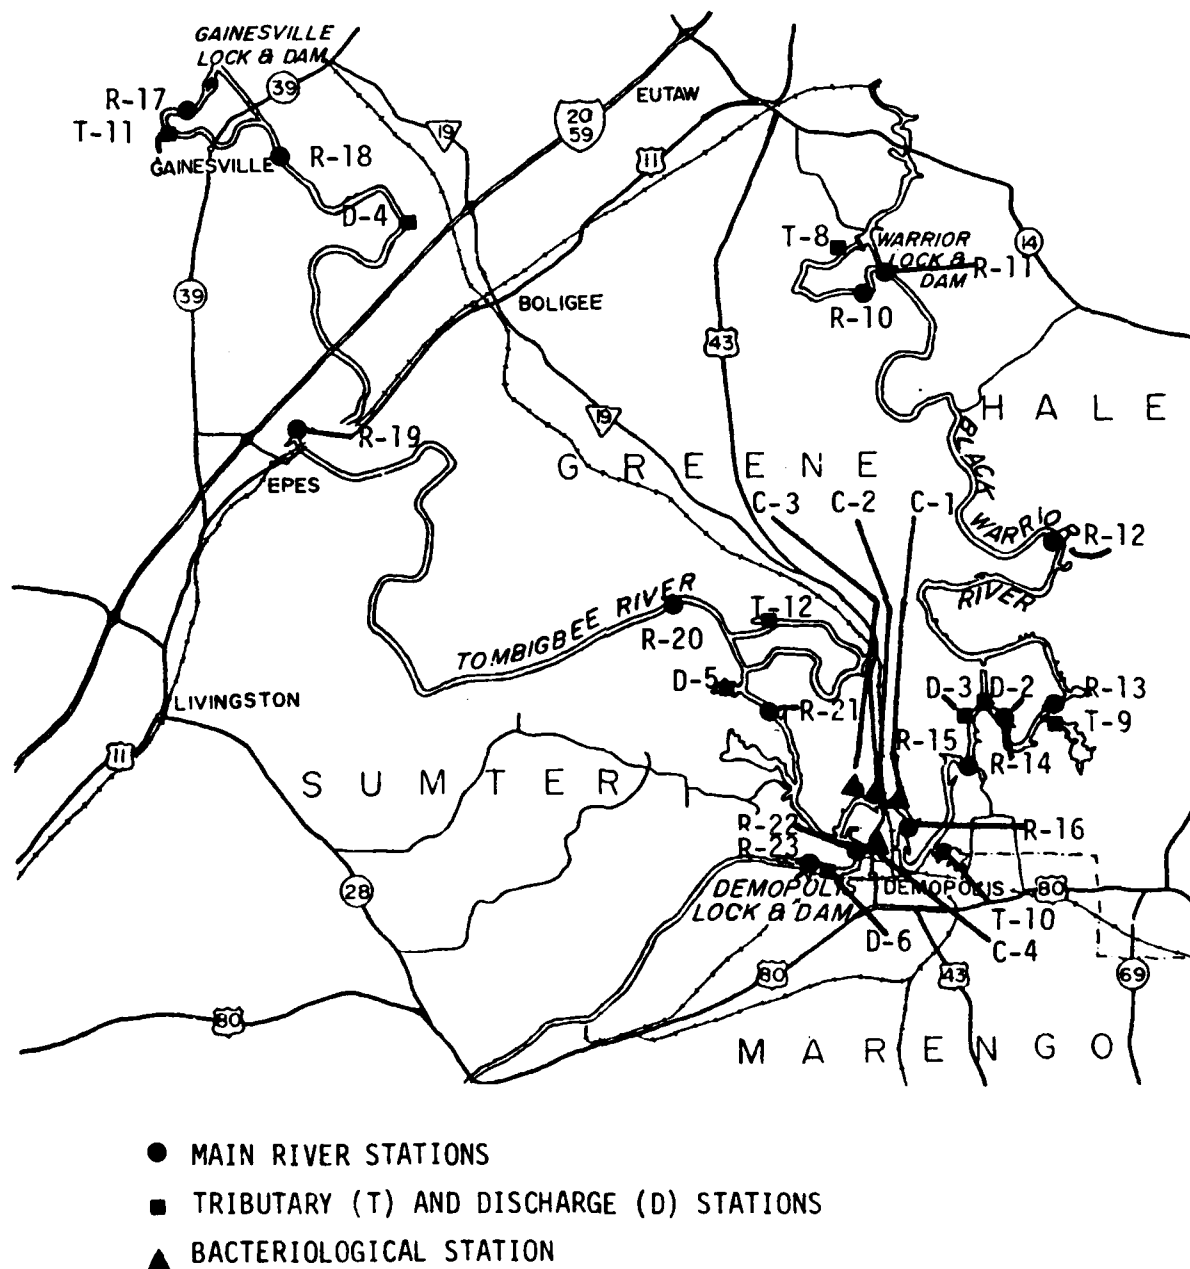 GAINESVILLE
LOCK & DAM
39
R-17
T-11
GAINESVILLE
R-18
19
20
59
EUTAW
11
D-4
T-8
WARRIOR
LOCK &
DAM
R-11
14
R-10
39
BOLIGEE
43
HALE
19
R-19
EPES
GREENE
BLACK
WARRIOR
RIVER
C-3
C-2
C-1
R-12
TOMBIGBEE RIVER
R-20
T-12
D-5
R-21
D-3
D-2
R-13
T-9
R-15
R-14
LIVINGSTON
11
SUMTER
R-22
R-23
R-16
DEMOPOLIS
LOCK & DAM
DEMOPOLIS
80
T-10
C-4
D-6
28
80
43
69
80
MARENGO
MAIN RIVER STATIONS
TRIBUTARY (T) AND DISCHARGE (D) STATIONS
BACTERIOLOGICAL STATION